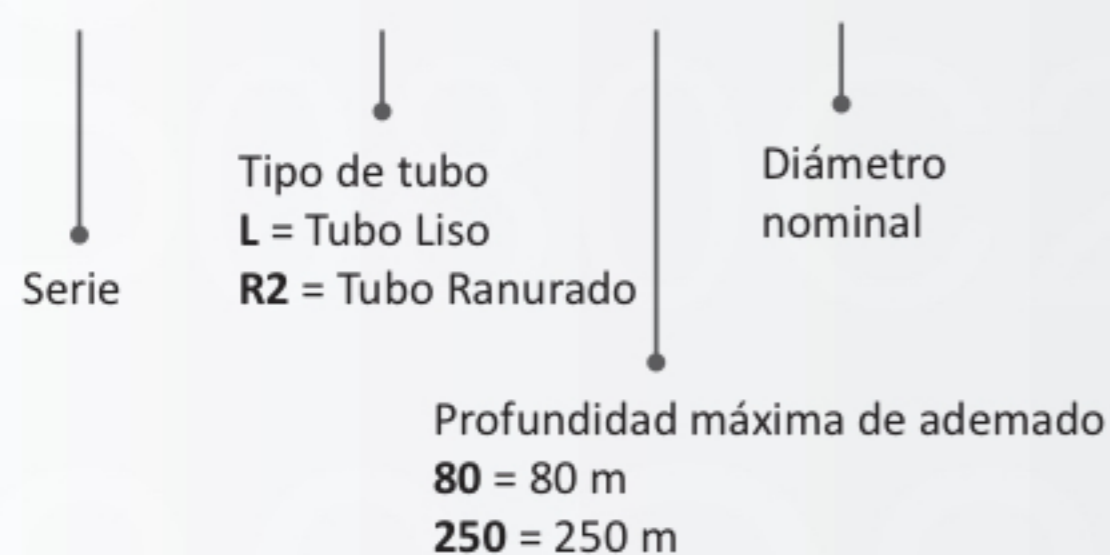 Serie
Tipo de tubo
L = Tubo Liso
R2 = Tubo Ranurado
Profundidad máxima de ademado
80 = 80 m
250 = 250 m
Diámetro
nominal